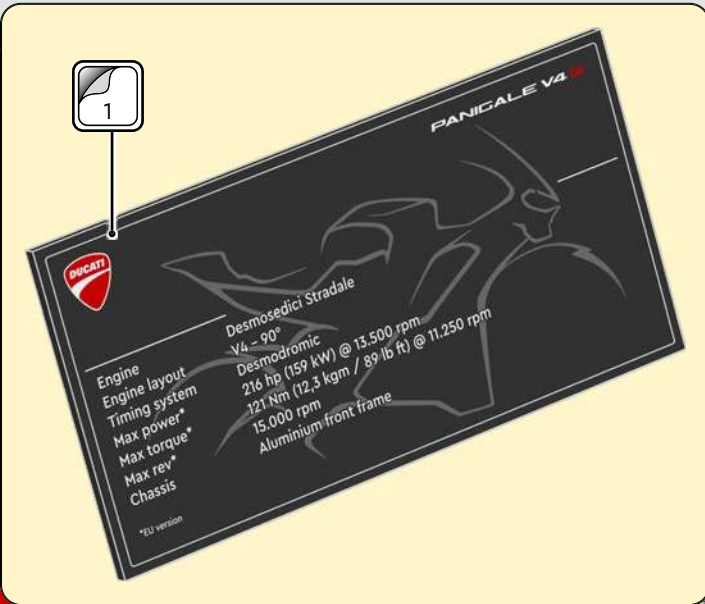 1
PANIGALE V4 S
DUCATI
Engine Desmosedici Stradale
Engine layout V4 - 90°
Timing system Desmodromic
Max power* 216 hp (159 kW) @ 13.500 rpm
Max torque* 121 Nm (12,3 kgm / 89 lb ft) @ 11.250 rpm
Max rev* 15.000 rpm
Chassis Aluminium front frame
*EU version